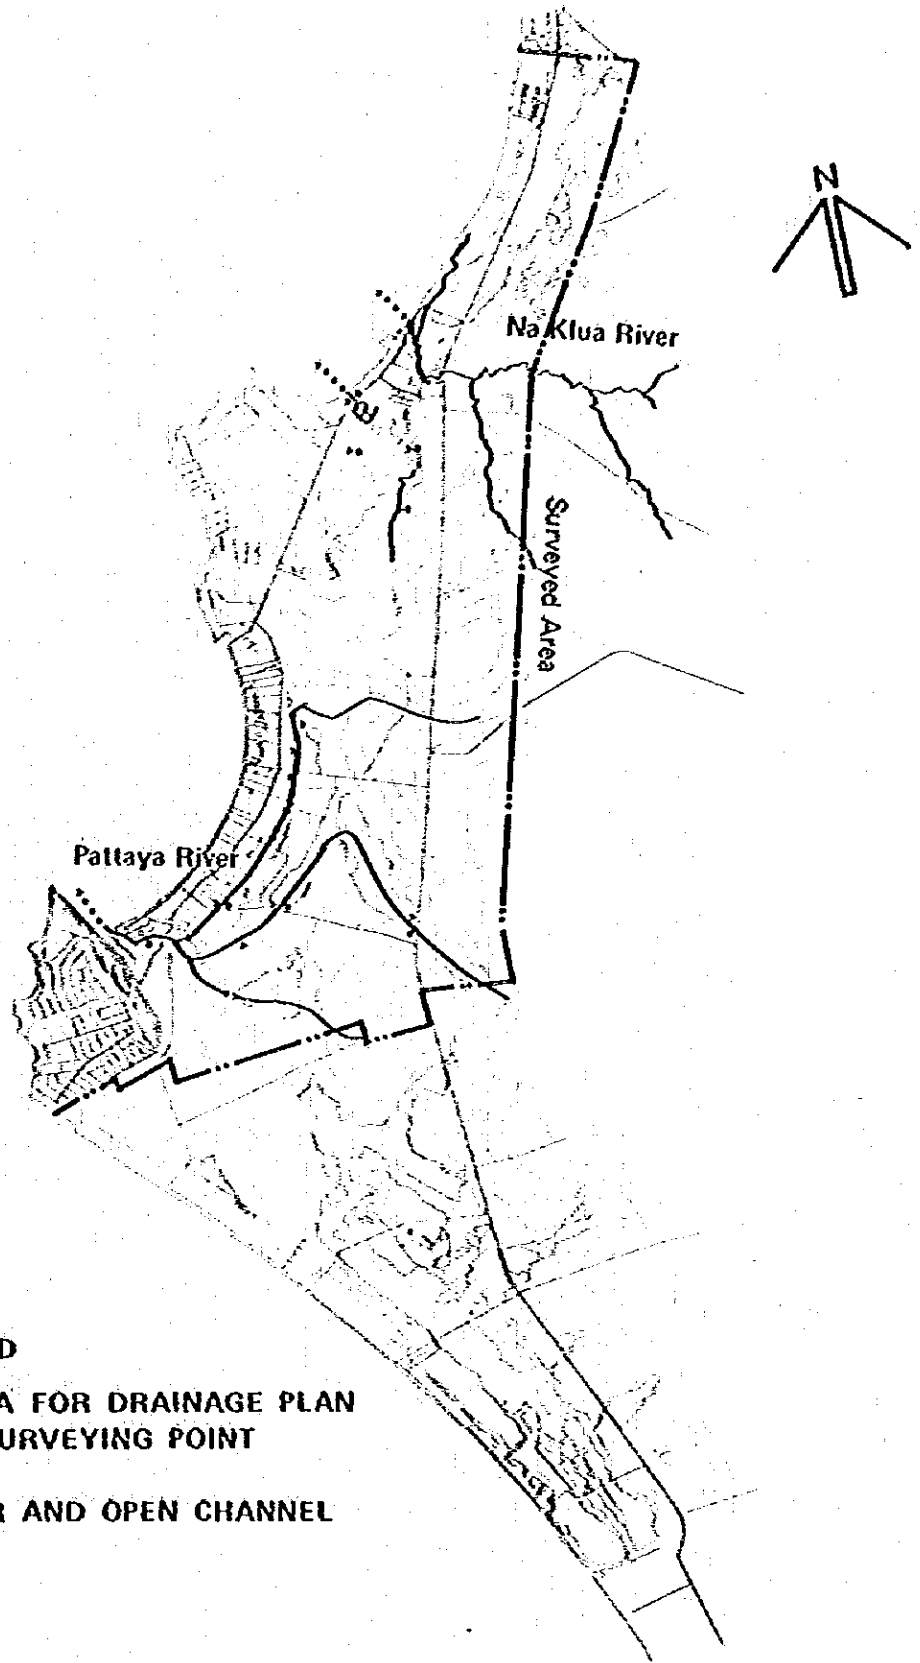 N
Na Klua River
Surveyed Area
Pattaya River
D
A FOR DRAINAGE PLAN
URVEYING POINT
R AND OPEN CHANNEL